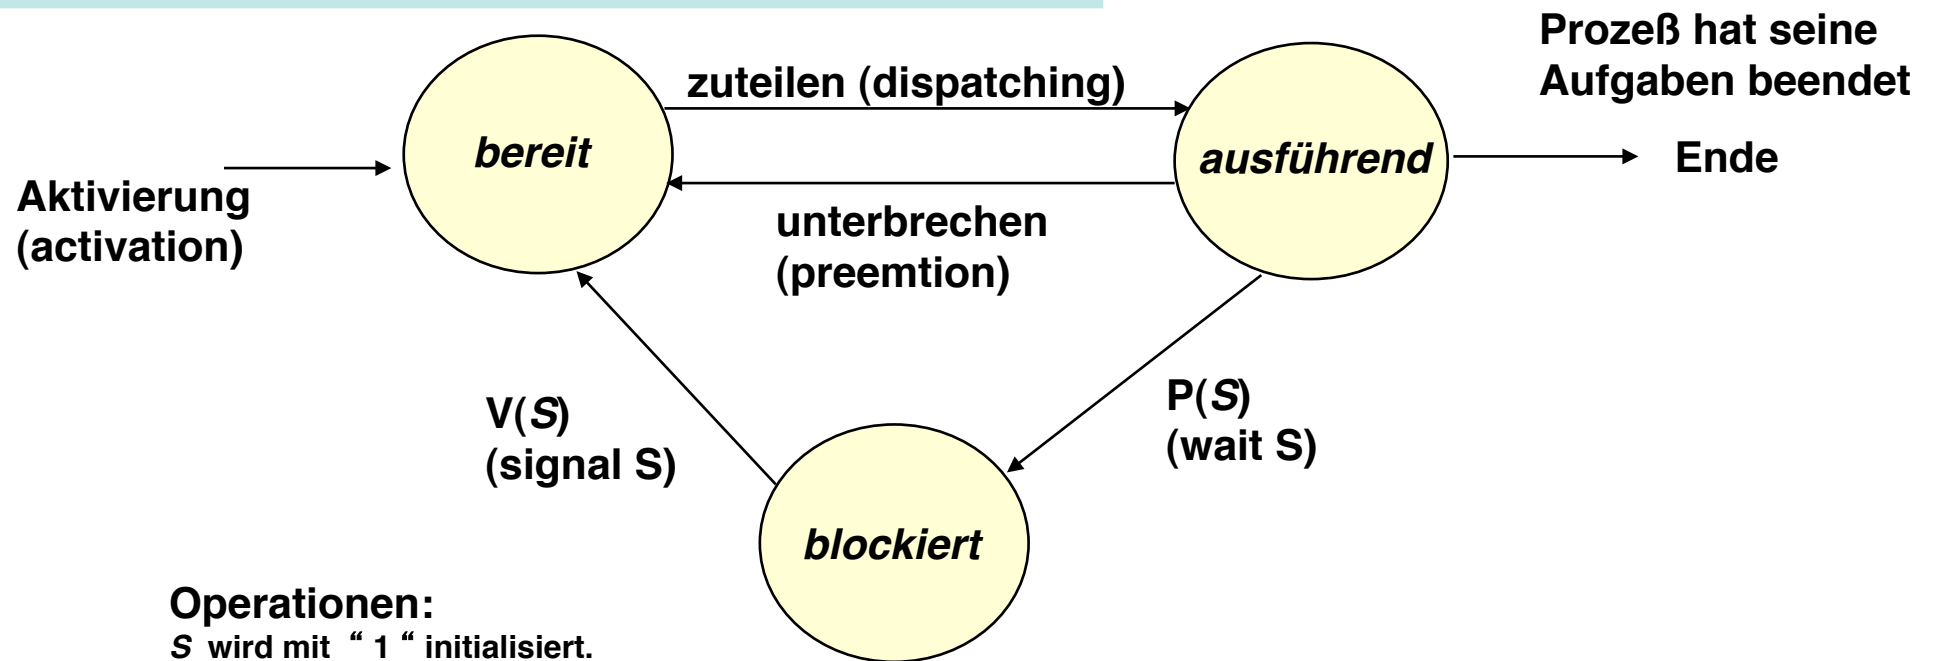 Prozeß hat seine
Aufgaben beendet
zuteilen (dispatching)
bereit
ausführend
Ende
Aktivierung
(activation)
unterbrechen
(preemtion)
V(S)
(signal S)
P(S)
(wait S)
blockiert
Operationen:
S wird mit “ 1 “ initialisiert.